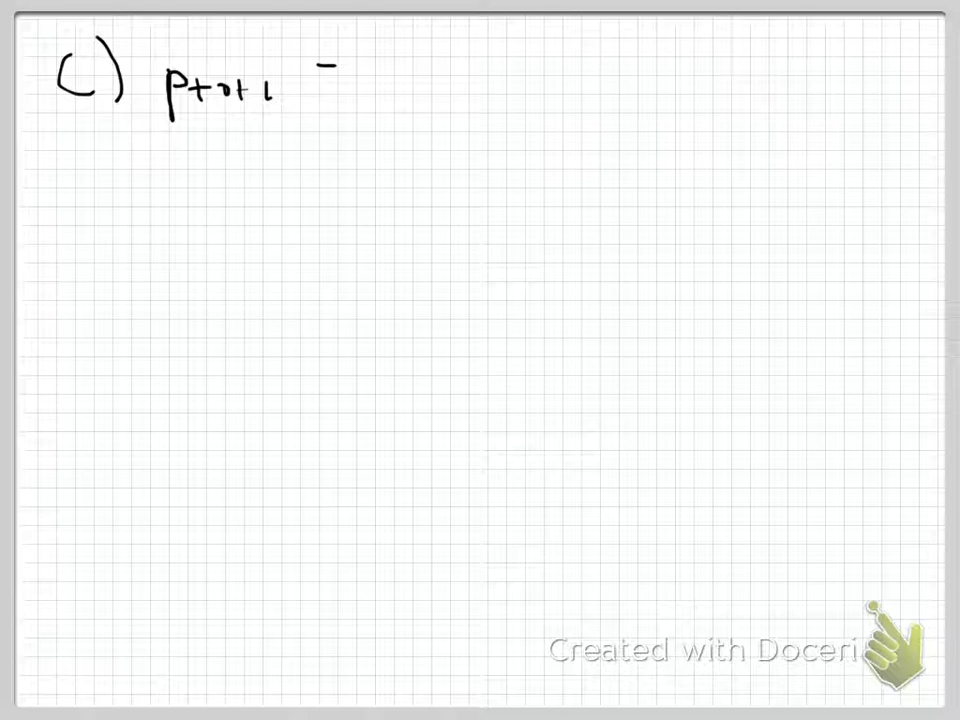 C) Ptot =
Created with Doceri